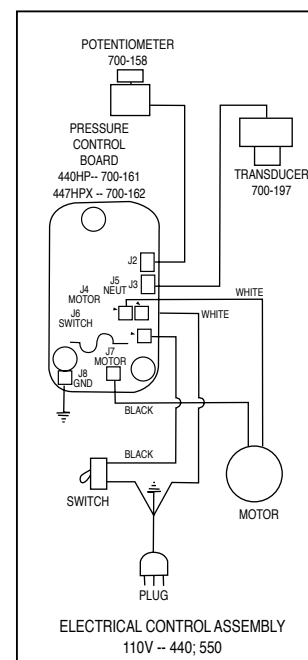 POTENTIOMETER
700-158
PRESSURE
CONTROL
BOARD
440HP-- 700-161
447HPX -- 700-162
TRANSDUCER
700-197
J2
J3
J5
NEUT
J4
MOTOR
J6
SWITCH
WHITE
WHITE
J7
MOTOR
J8
GND
BLACK
BLACK
SWITCH
MOTOR
PLUG
ELECTRICAL CONTROL ASSEMBLY
110V -- 440; 550